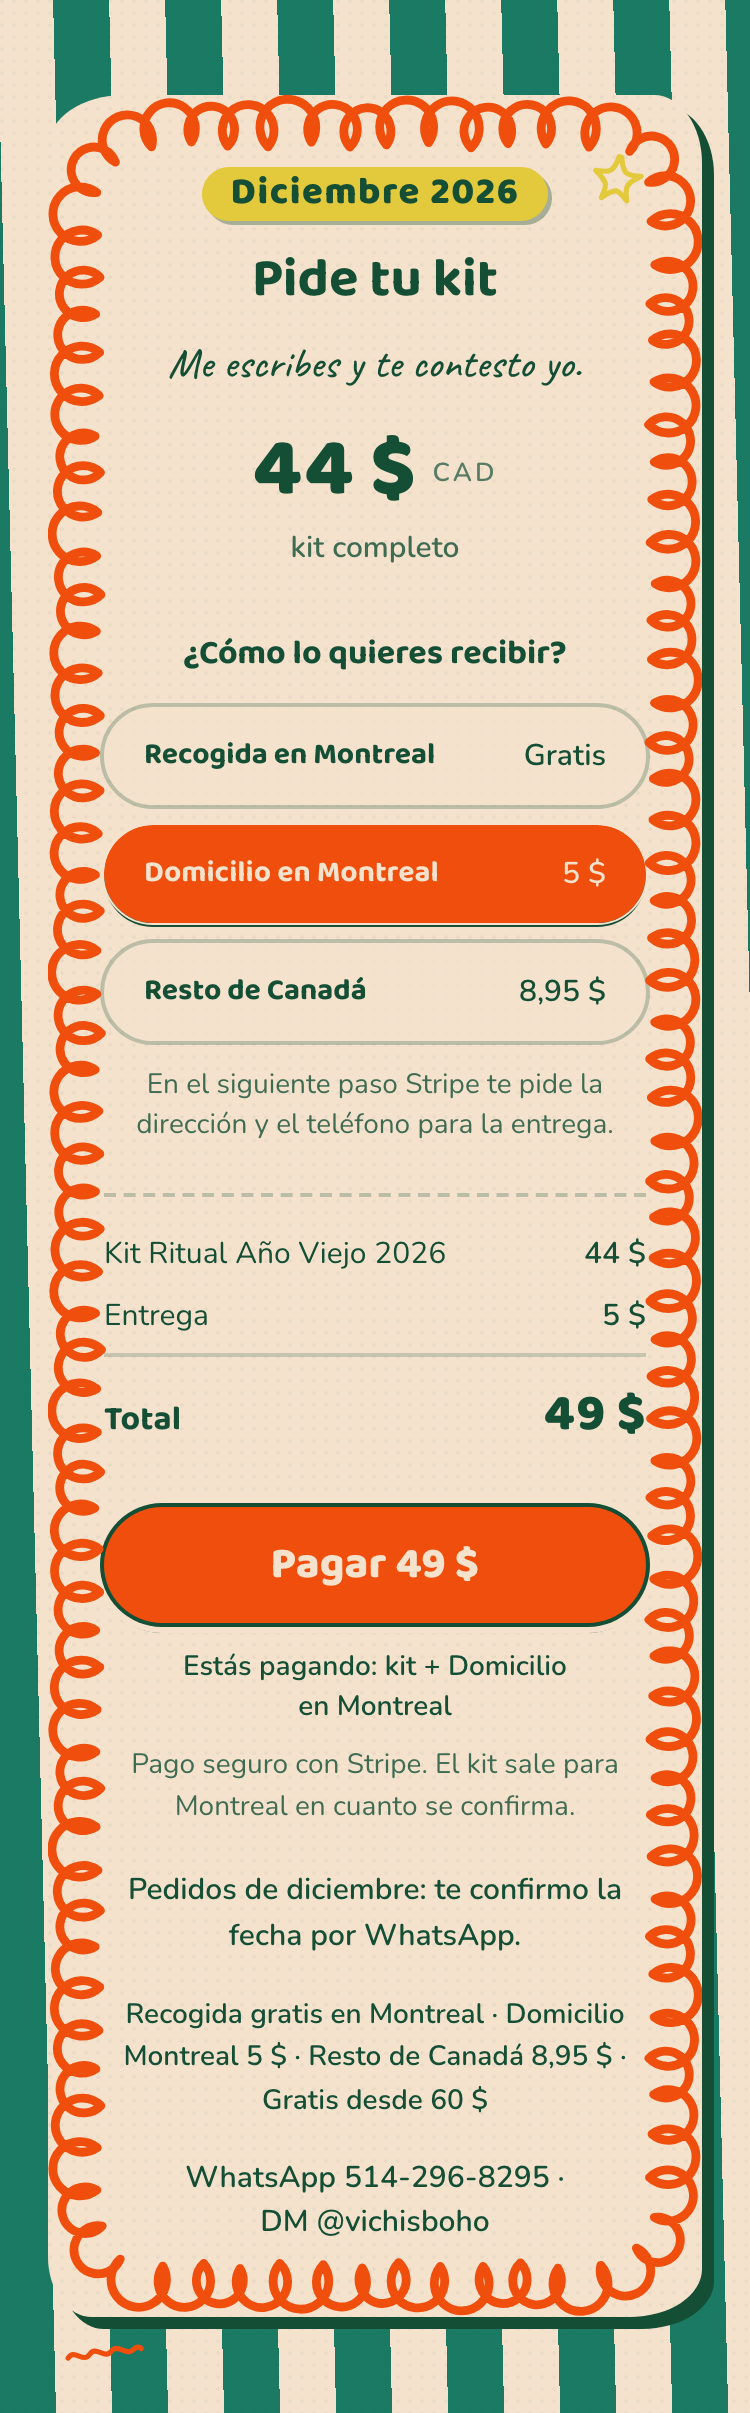 Diciembre 2026
Pide tu kit
Me escribes y te contesto yo.
44 $ CAD
kit completo
¿Cómo lo quieres recibir?
Recogida en Montreal Gratis
Domicilio en Montreal 5 $
Resto de Canadá 8,95 $
En el siguiente paso Stripe te pide la
dirección y el teléfono para la entrega.
Kit Ritual Año Viejo 2026 44 $
Entrega 5 $
Total 49 $
Pagar 49 $
Estás pagando: kit + Domicilio
en Montreal
Pago seguro con Stripe. El kit sale para
Montreal en cuanto se confirma.
Pedidos de diciembre: te confirmo la
fecha por WhatsApp.
Recogida gratis en Montreal · Domicilio
Montreal 5 $ · Resto de Canadá 8,95 $ ·
Gratis desde 60 $
WhatsApp 514-296-8295 ·
DM @vichisboho